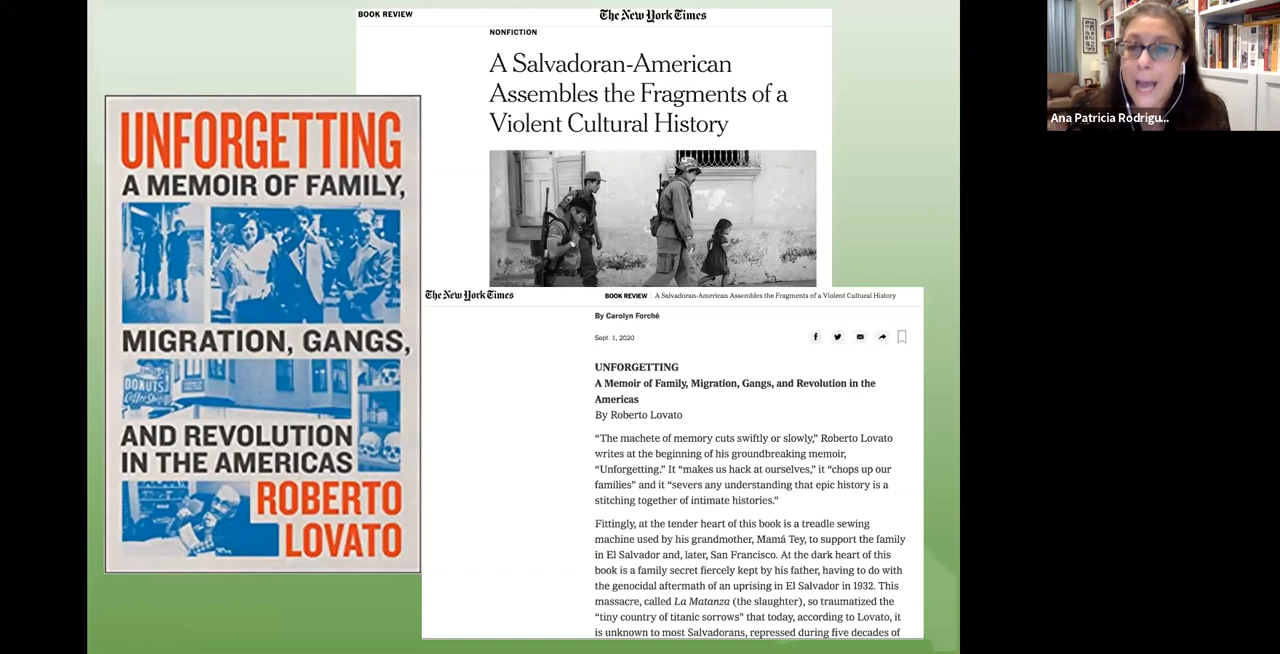 BOOK REVIEW
The New York Times
NONFICTION
A Salvadoran-American
Assembles the Fragments of a
Violent Cultural History
UNFORGETTING
A MEMOIR OF FAMILY,
MIGRATION, GANGS,
DONUTS
Coffee Shop
AND REVOLUTION
IN THE AMERICAS
ROBERTO
LOVATO
The New York Times
BOOK REVIEW | A Salvadoran-American Assembles the Fragments of a Violent Cultural History
By Carolyn Forché
Sept. 1, 2020
UNFORGETTING
A Memoir of Family, Migration, Gangs, and Revolution in the
Americas
By Roberto Lovato
“The machete of memory cuts swiftly or slowly,” Roberto Lovato
writes at the beginning of his groundbreaking memoir,
“Unforgetting.” It “makes us hack at ourselves,” it “chops up our
families” and it “severs any understanding that epic history is a
stitching together of intimate histories.”
Fittingly, at the tender heart of this book is a treadle sewing
machine used by his grandmother, Mamá Tey, to support the family
in El Salvador and, later, San Francisco. At the dark heart of this
book is a family secret fiercely kept by his father, having to do with
the genocidal aftermath of an uprising in El Salvador in 1932. This
massacre, called La Matanza (the slaughter), so traumatized the
“tiny country of titanic sorrows” that today, according to Lovato, it
is unknown to most Salvadorans, repressed during five decades of
Ana Patricia Rodrigu...